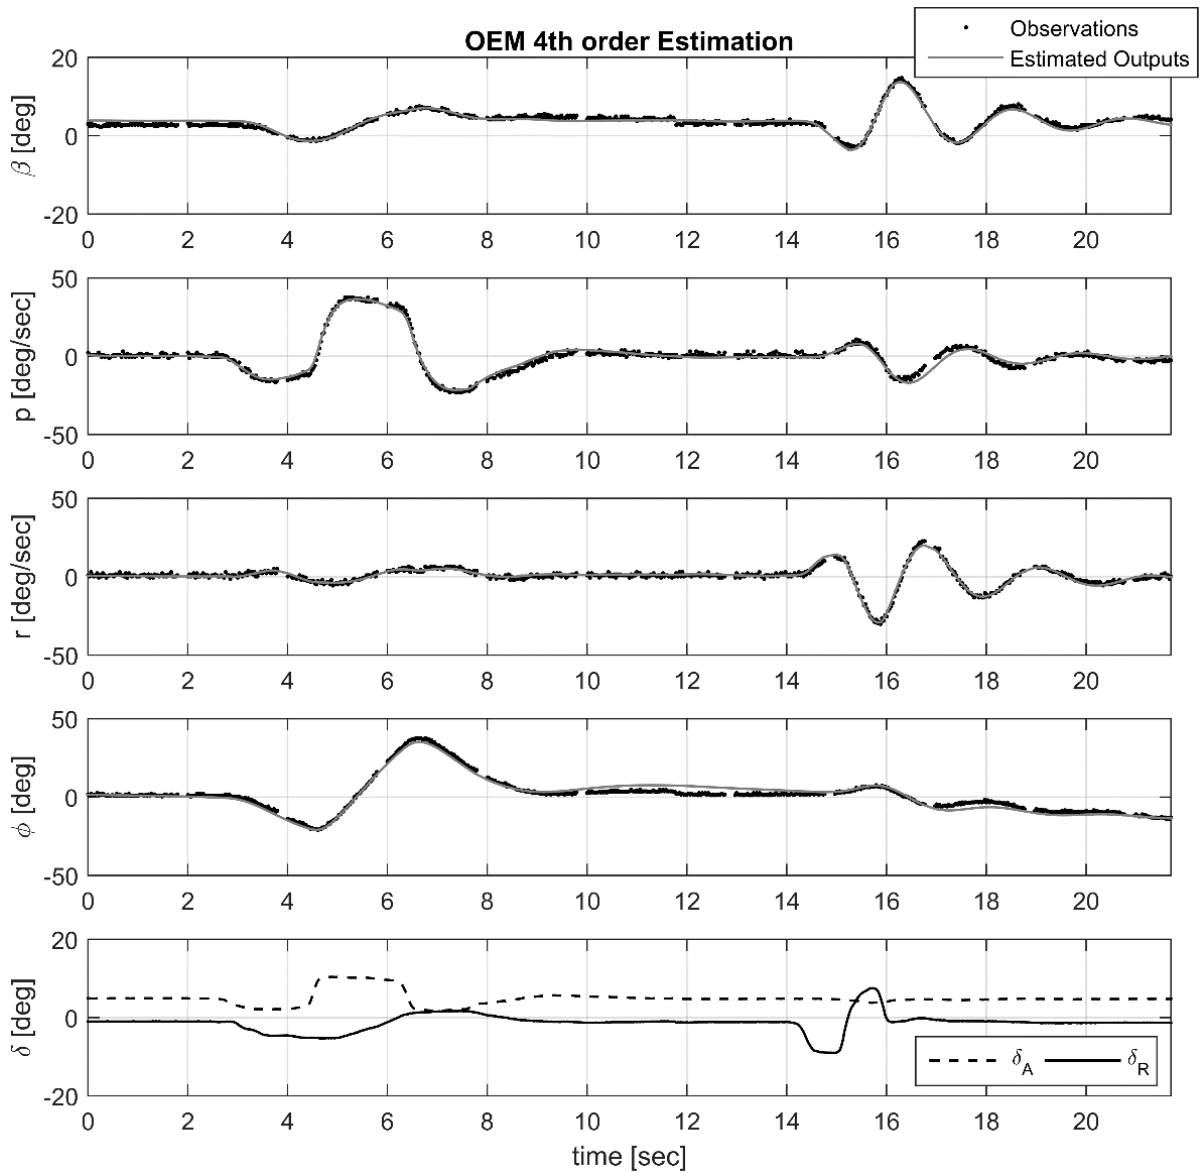 OEM 4th order Estimation
Observations
Estimated Outputs
β [deg]
20
0
-20
0 2 4 6 8 10 12 14 16 18 20
p [deg/sec]
50
0
-50
0 2 4 6 8 10 12 14 16 18 20
r [deg/sec]
50
0
-50
0 2 4 6 8 10 12 14 16 18 20
ϕ [deg]
50
0
-50
0 2 4 6 8 10 12 14 16 18 20
δ [deg]
20
0
-20
δA δR
0 2 4 6 8 10 12 14 16 18 20
time [sec]